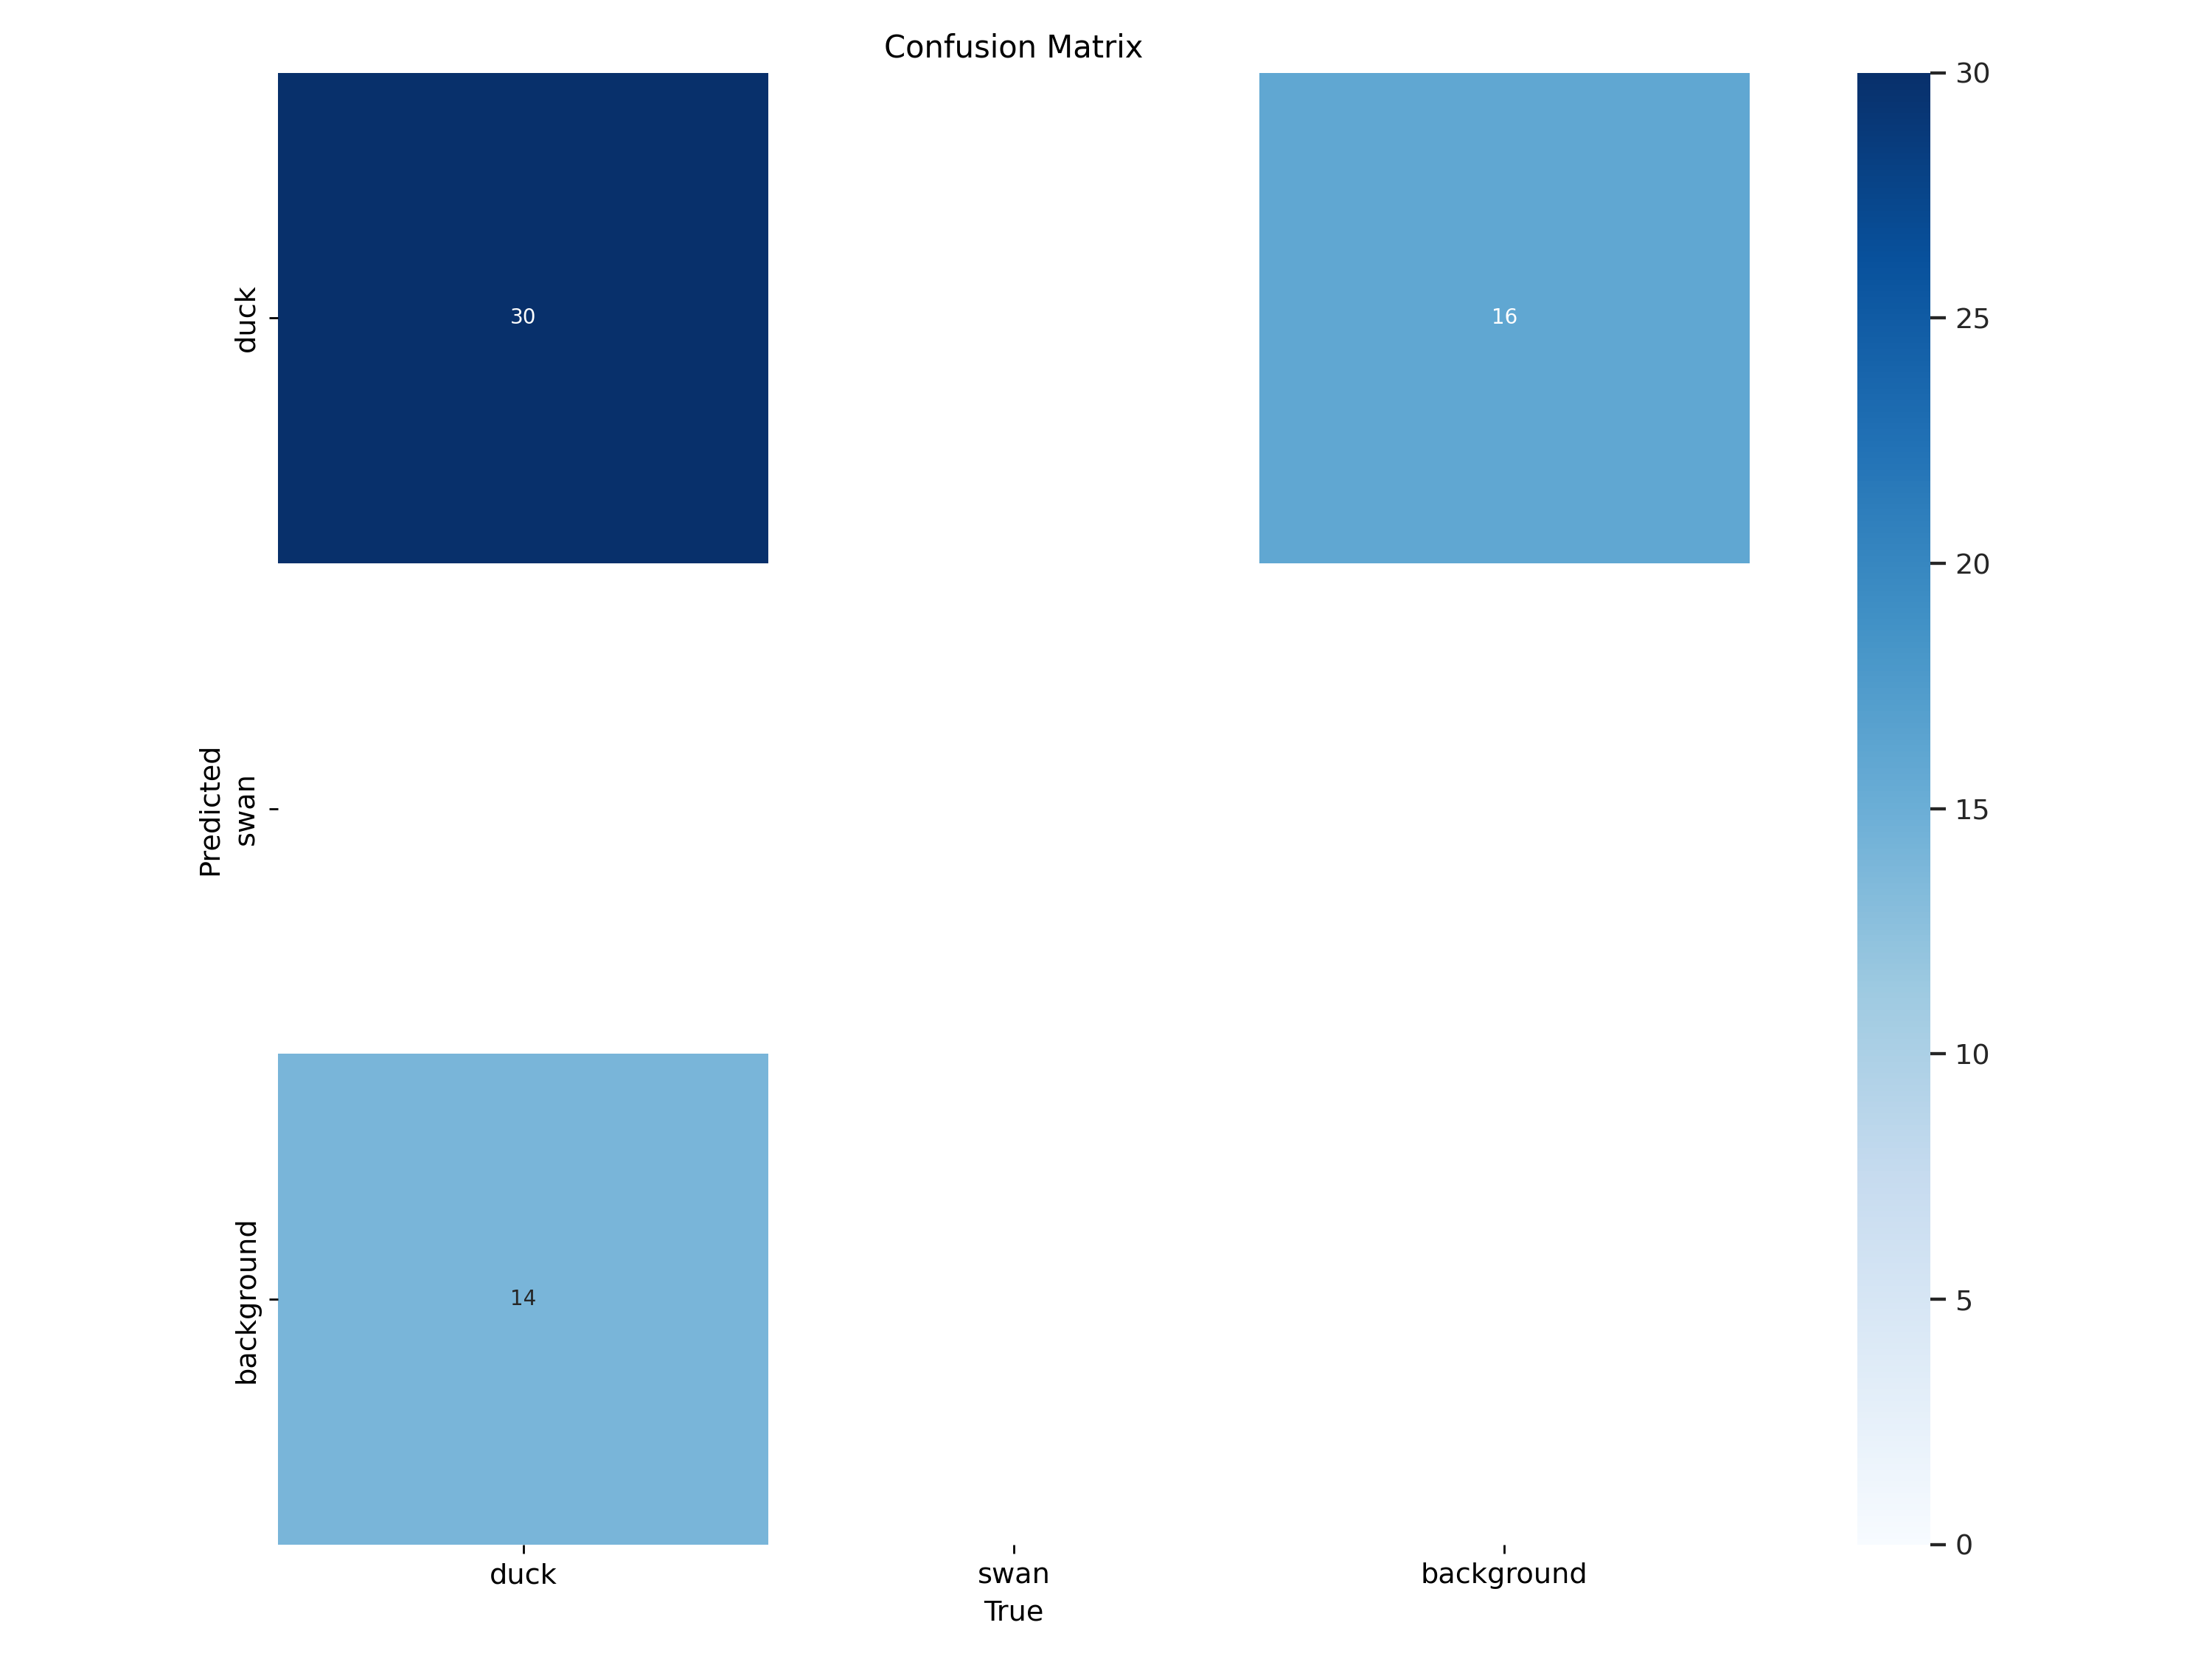 Confusion Matrix
30
25
20
15
10
5
0
duck
swan
background
Predicted
30
16
14
duck
swan
background
True